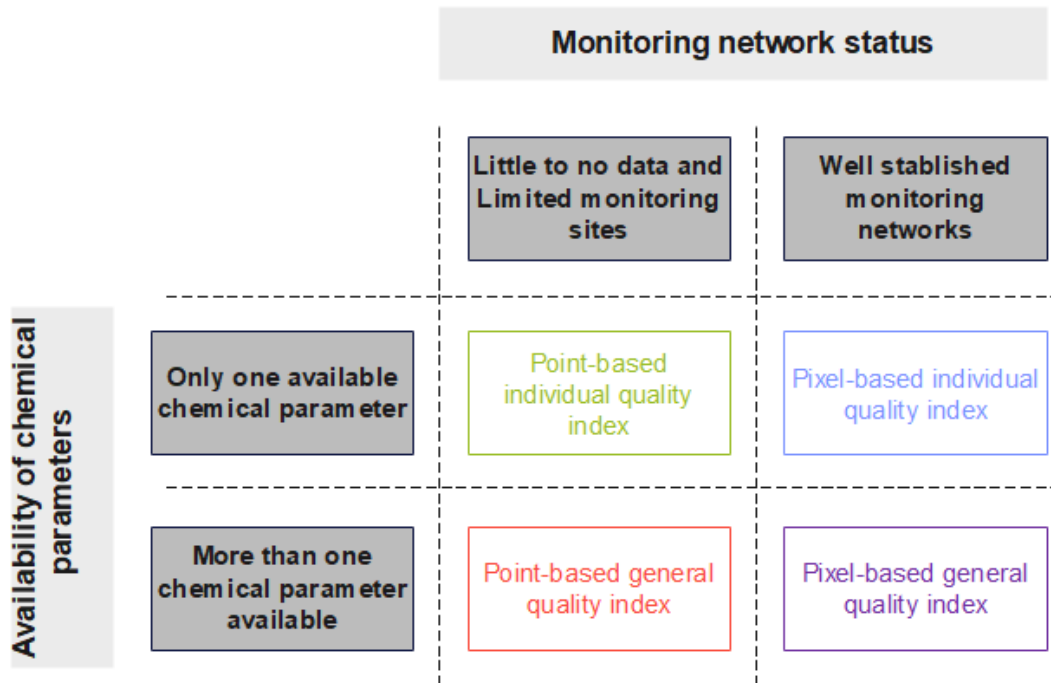 Monitoring network status
Little to no data and
Limited monitoring
sites
Well stablished
monitoring
networks
Availability of chemical
parameters
Only one available
chemical parameter
Point-based
individual quality
index
Pixel-based individual
quality index
More than one
chemical parameter
available
Point-based general
quality index
Pixel-based general
quality index